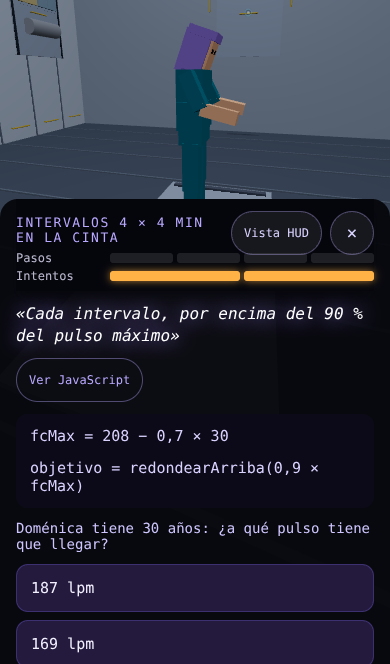 INTERVALOS 4 × 4 MIN
EN LA CINTA
Vista HUD
×
Pasos
Intentos
«Cada intervalo, por encima del 90 %
del pulso máximo»
Ver JavaScript
fcMax = 208 − 0,7 × 30
objetivo = redondearArriba(0,9 ×
fcMax)
Doménica tiene 30 años: ¿a qué pulso tiene
que llegar?
187 lpm
169 lpm